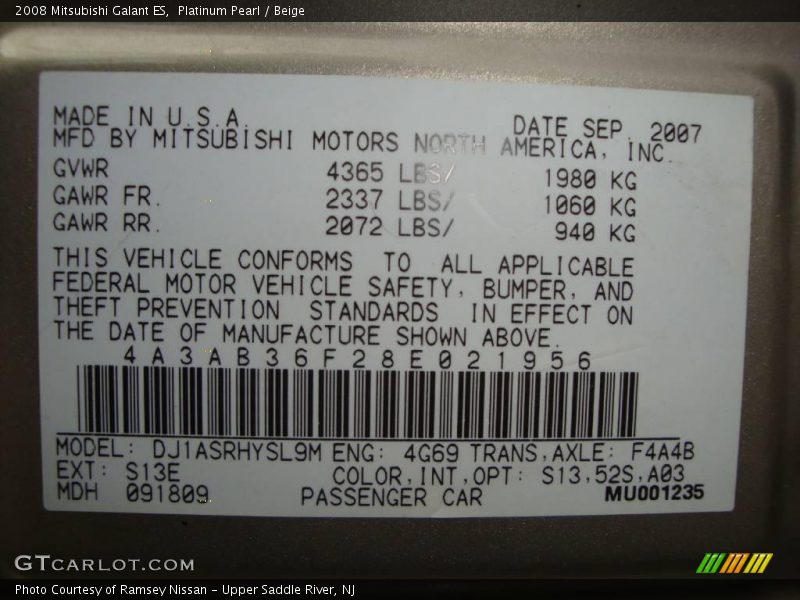 2008 Mitsubishi Galant ES,  Platinum Pearl / Beige
MADE IN U.S.A. DATE SEP. 2007
MFD BY MITSUBISHI MOTORS NORTH AMERICA, INC.
GVWR 4365 LBS/ 1980 KG
GAWR FR. 2337 LBS/ 1060 KG
GAWR RR. 2072 LBS/ 940 KG
THIS VEHICLE CONFORMS TO ALL APPLICABLE
FEDERAL MOTOR VEHICLE SAFETY, BUMPER, AND
THEFT PREVENTION STANDARDS IN EFFECT ON
THE DATE OF MANUFACTURE SHOWN ABOVE.
4A3AB36F28E021956
MODEL: DJ1ASRHYSL9M ENG: 4G69 TRANS,AXLE: F4A4B
EXT: S13E COLOR,INT,OPT: S13,52S,A03
MDH 091809 PASSENGER CAR MU001235
GTCARLOT.COM
Photo Courtesy of Ramsey Nissan - Upper Saddle River, NJ